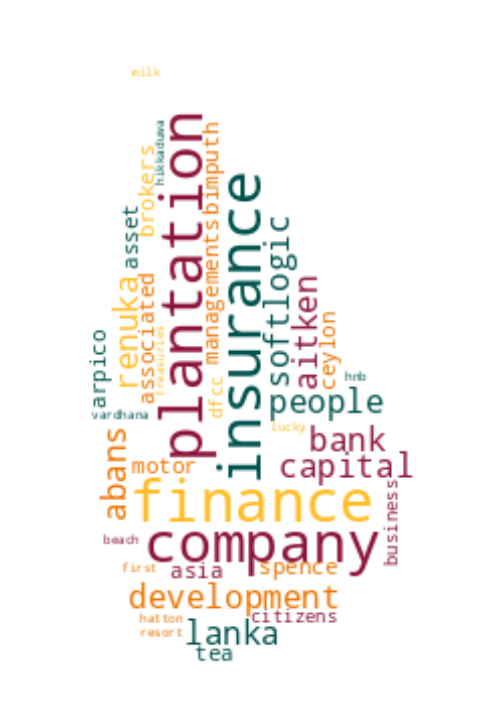 milk
plantation
hikkaduwa
bimputh
brokers
insurance
asset
softlogic
managements
associated
renuka
aitken
ceylon
treasuries
arpico
dfcc
hnb
people
vardhana
lucky
abans
bank
motor
capital
finance
business
company
beach
first
asia
spence
development
hatton
citizens
resort
lanka
tea